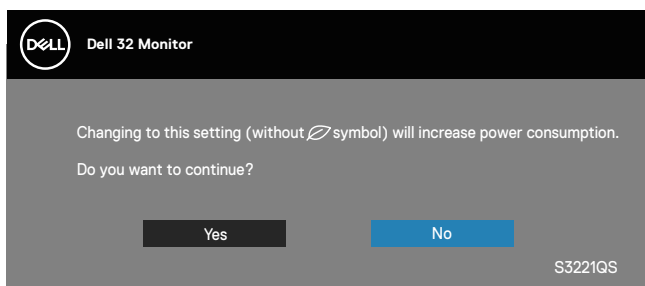 DELL
Dell 32 Monitor
Changing to this setting (without symbol) will increase power consumption.
Do you want to continue?
Yes No
S3221QS